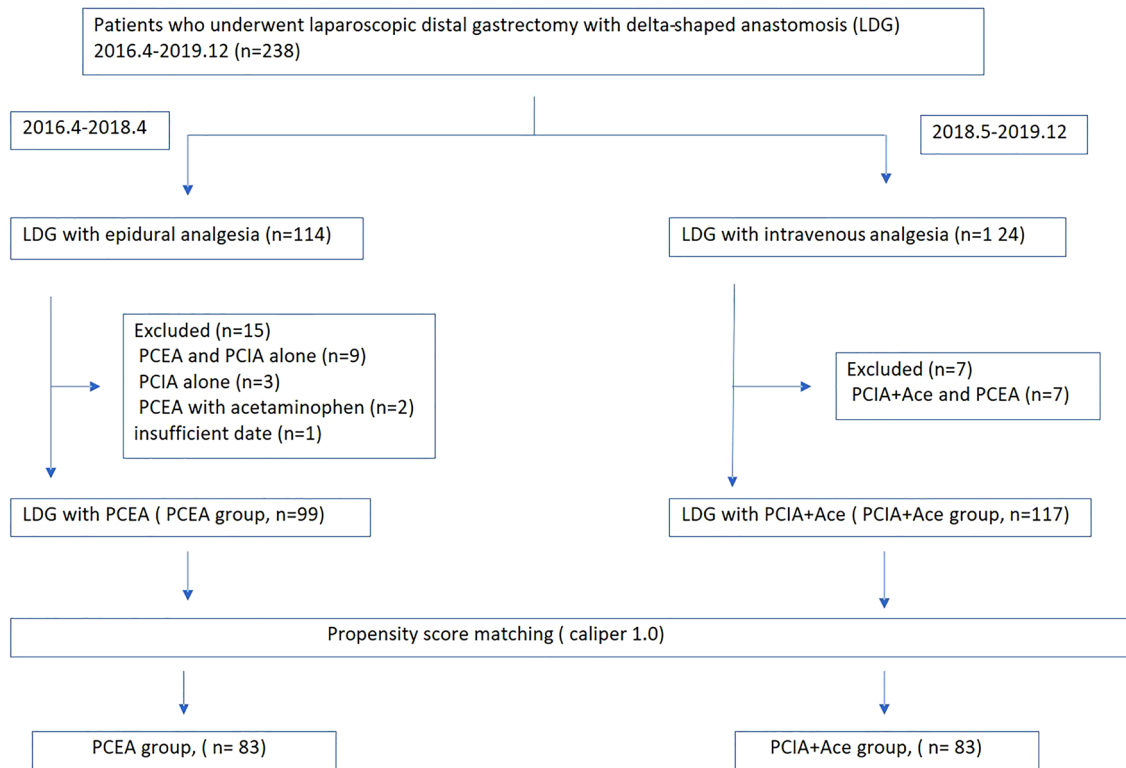 Patients who underwent laparoscopic distal gastrectomy with delta-shaped anastomosis (LDG)
2016.4-2019.12 (n=238)
2016.4-2018.4
2018.5-2019.12
LDG with epidural analgesia (n=114)
LDG with intravenous analgesia (n=1 24)
Excluded (n=15)
PCEA and PCIA alone (n=9)
PCIA alone (n=3)
PCEA with acetaminophen (n=2)
insufficient date (n=1)
Excluded (n=7)
PCIA+Ace and PCEA (n=7)
LDG with PCEA ( PCEA group, n=99)
LDG with PCIA+Ace ( PCIA+Ace group, n=117)
Propensity score matching ( caliper 1.0)
PCEA group, ( n= 83)
PCIA+Ace group, ( n= 83)